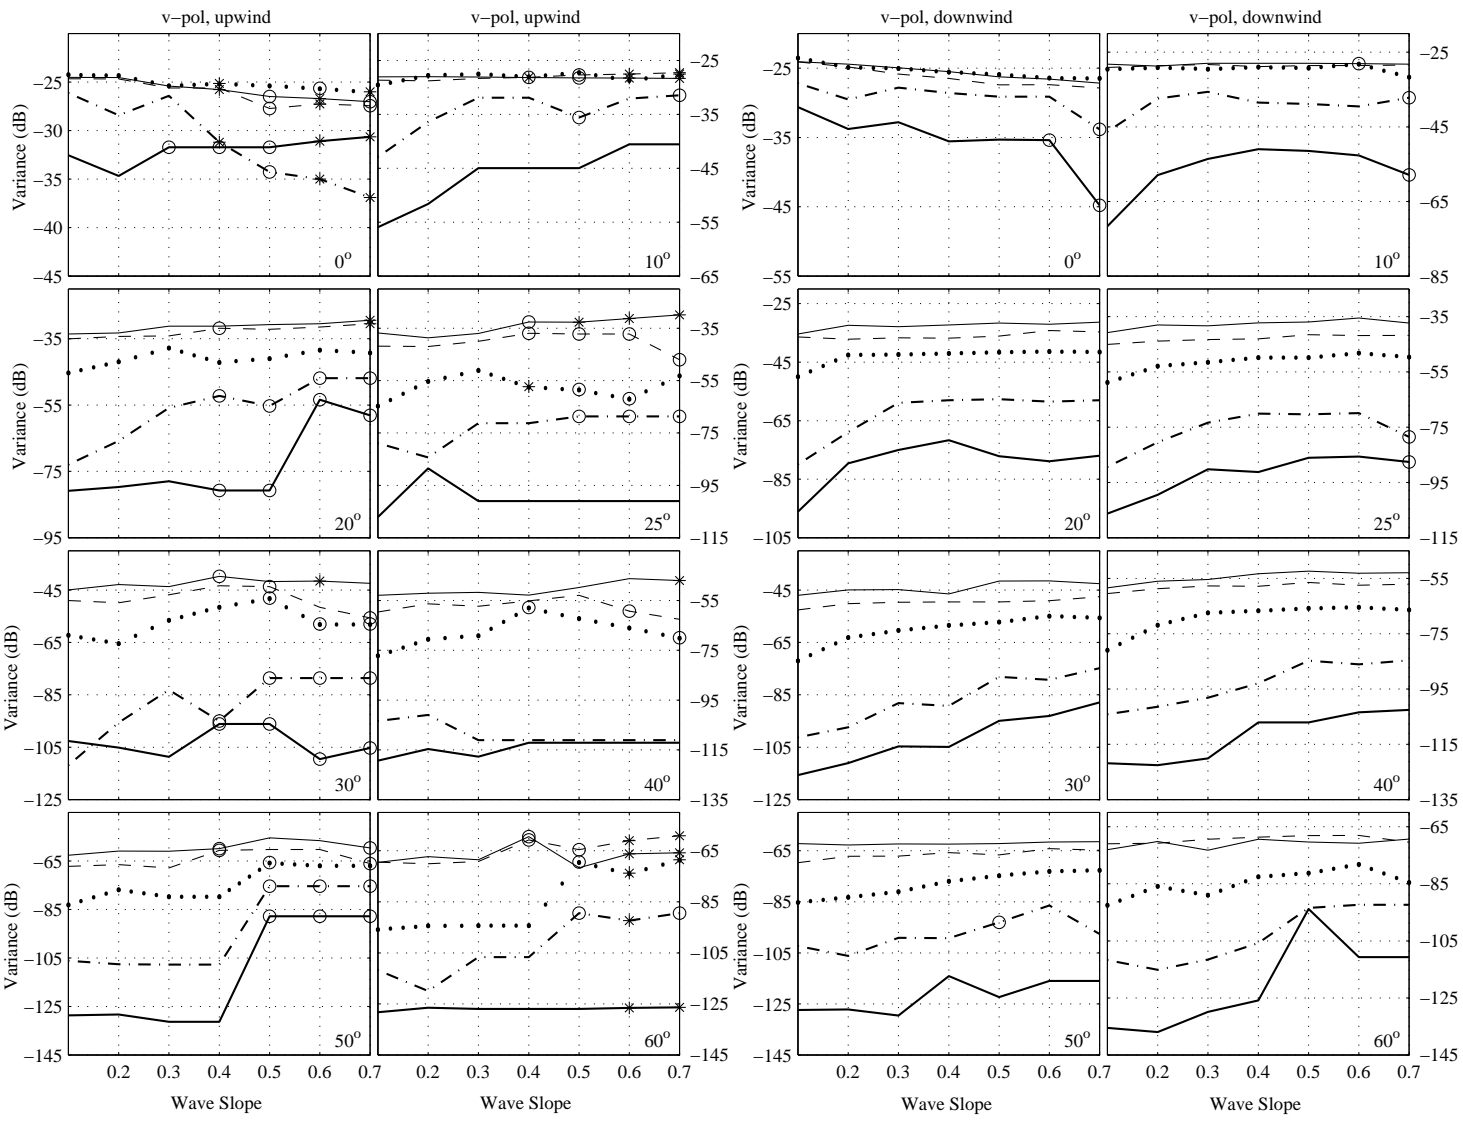 v-pol, upwind v-pol, upwind v-pol, downwind v-pol, downwind
Variance (dB) −25 −30 −35 −40 −45 0° −25 −35 −45 −55 −65 10° Variance (dB) −25 −35 −45 −55 0° −25 −45 −65 −85 10°
Variance (dB) −35 −55 −75 −95 20° −35 −55 −75 −95 −115 25° Variance (dB) −25 −45 −65 −85 −105 20° −35 −55 −75 −95 −115 25°
Variance (dB) −45 −65 −85 −105 −125 30° −55 −75 −95 −115 −135 40° Variance (dB) −45 −65 −85 −105 −125 30° −55 −75 −95 −115 −135 40°
Variance (dB) −65 −85 −105 −125 −145 50° −65 −85 −105 −125 −145 60° Variance (dB) −65 −85 −105 −125 −145 50° −65 −85 −105 −125 −145 60°
0.2 0.3 0.4 0.5 0.6 0.7 0.2 0.3 0.4 0.5 0.6 0.7 0.2 0.3 0.4 0.5 0.6 0.7 0.2 0.3 0.4 0.5 0.6 0.7
Wave Slope Wave Slope Wave Slope Wave Slope